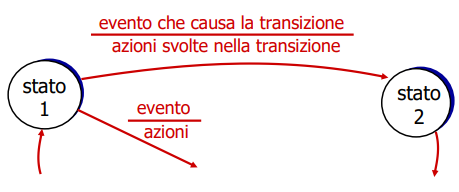 evento che causa la transizione
azioni svolte nella transizione
stato
1
stato
2
evento
azioni